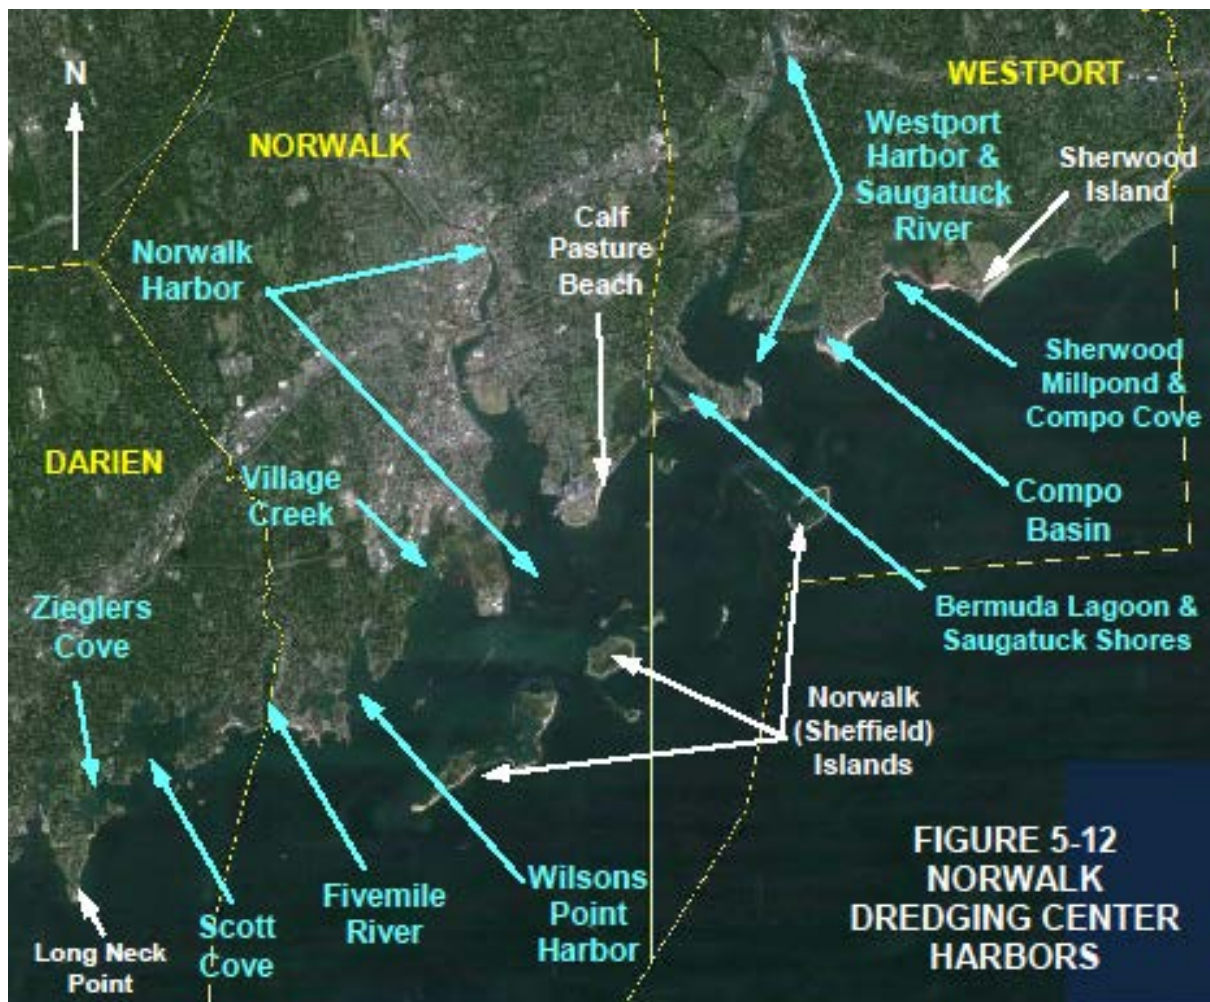 N
WESTPORT
NORWALK
Westport
Harbor &
Saugatuck
River
Sherwood
Island
Calf
Pasture
Beach
Norwalk
Harbor
Sherwood
Millpond &
Compo Cove
DARIEN
Village
Creek
Compo
Basin
Zieglers
Cove
Bermuda Lagoon &
Saugatuck Shores
Norwalk
(Sheffield)
Islands
FIGURE 5-12
NORWALK
DREDGING CENTER
HARBORS
Wilsons
Point
Harbor
Fivemile
River
Scott
Cove
Long Neck
Point